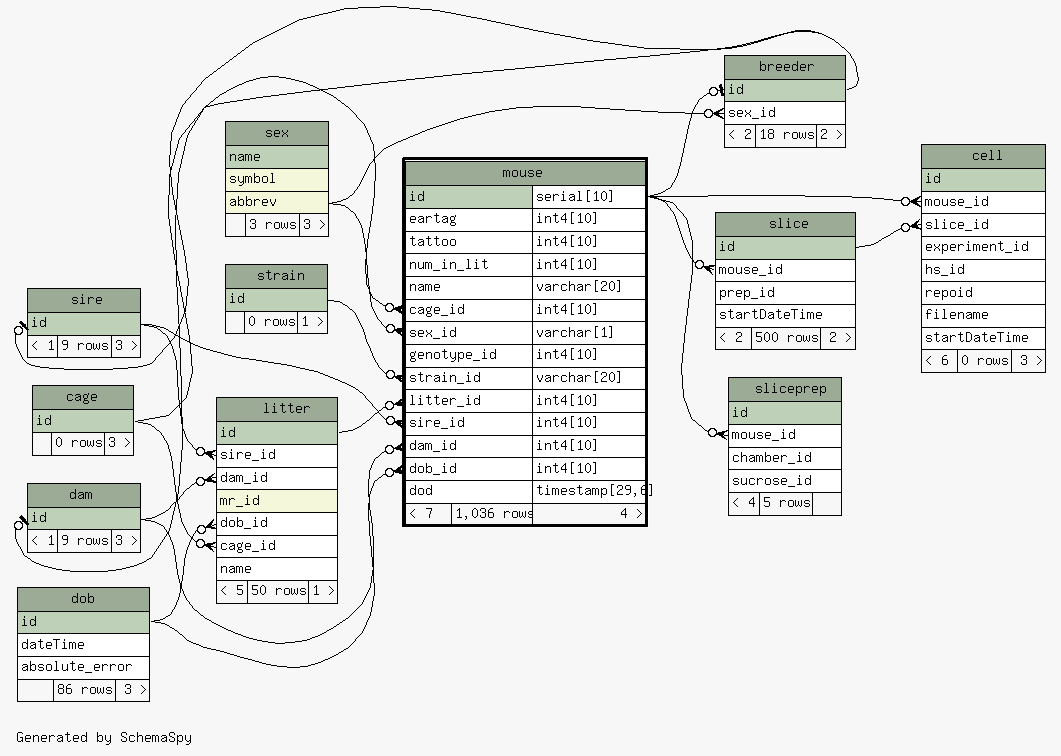 breeder
id
sex_id
< 2 18 rows 2 >
sex
name
symbol
abbrev
3 rows 3 >
cell
id
mouse_id
slice_id
experiment_id
hs_id
repoid
filename
startDateTime
< 6 0 rows 3 >
mouse
id serial[10]
eartag int4[10]
tattoo int4[10]
num_in_lit int4[10]
name varchar[20]
cage_id int4[10]
sex_id varchar[1]
genotype_id int4[10]
strain_id varchar[20]
litter_id int4[10]
sire_id int4[10]
dam_id int4[10]
dob_id int4[10]
dod timestamp[29,6]
< 7 1,036 rows 4 >
slice
id
mouse_id
prep_id
startDateTime
< 2 500 rows 2 >
strain
id
0 rows 1 >
sire
id
< 1 9 rows 3 >
sliceprep
id
mouse_id
chamber_id
sucrose_id
< 4 5 rows
cage
id
0 rows 3 >
litter
id
sire_id
dam_id
mr_id
dob_id
cage_id
name
< 5 50 rows 1 >
dam
id
< 1 9 rows 3 >
dob
id
dateTime
absolute_error
86 rows 3 >
Generated by SchemaSpy